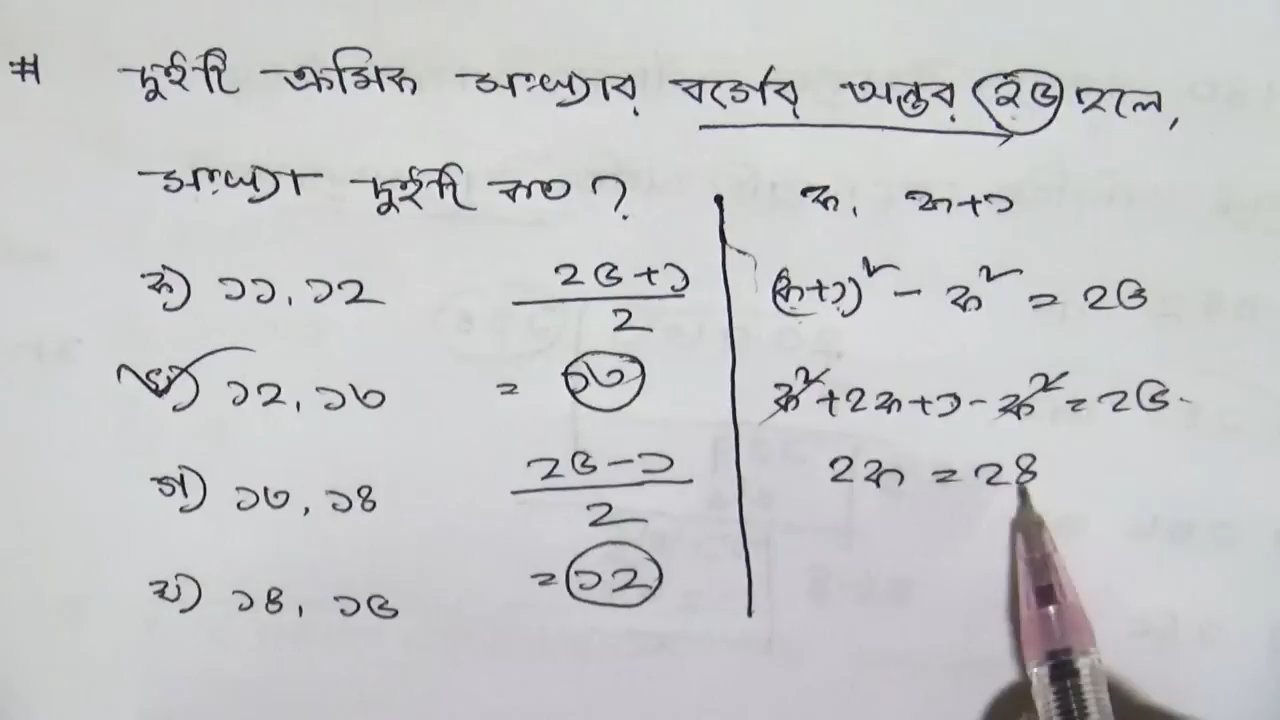 # দুইটি ক্রমিক সংখ্যার বর্গের অন্তর ২৫ হলে,
সংখ্যা দুইটি কত?
ক) ১১, ১২
খ) ১২, ১৩
গ) ১৩, ১৪
ঘ) ১৪, ১৫
২৫+১
২
= ১৩
২৫-১
২
= ১২
ক, ক+১
(ক+১)² - ক² = ২৫
ক²+২ক+১-ক² = ২৫
২ক = ২৪